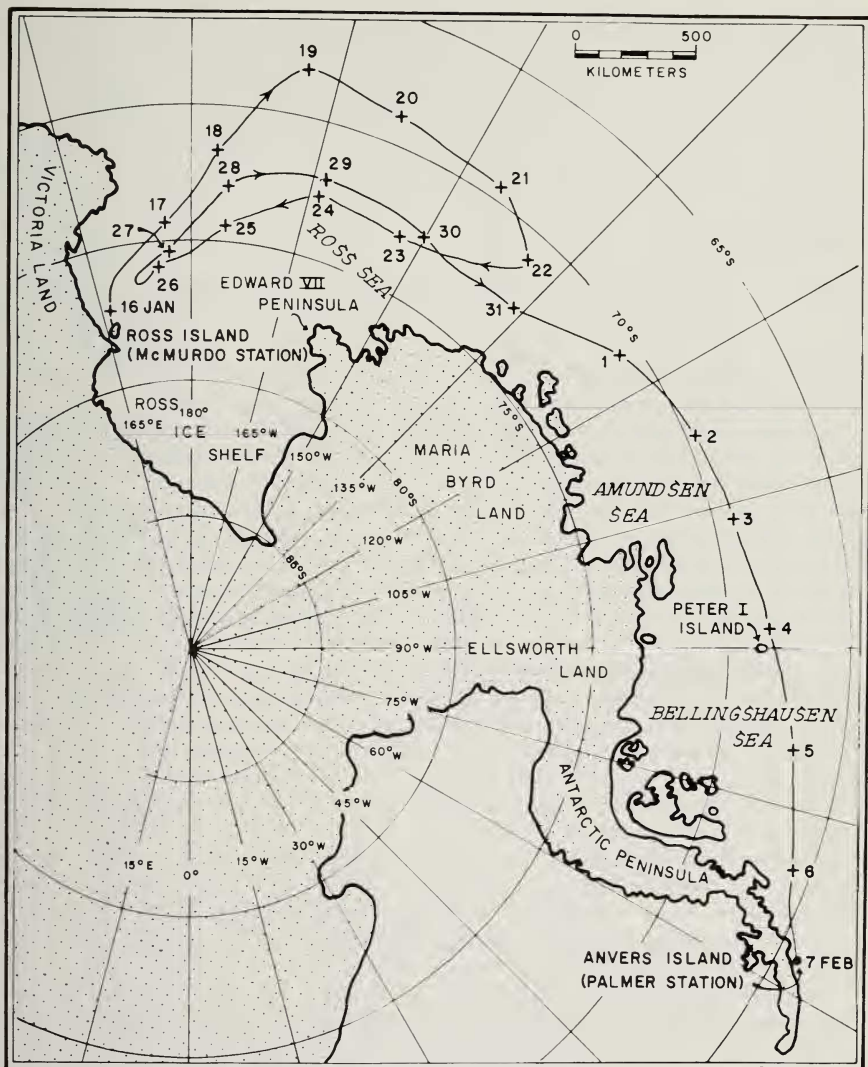 0 500
KILOMETERS
19
20
18
17
28
29
21
27
25
24
23
30
22
26
VICTORIA LAND
ROSS SEA
EDWARD VII
PENINSULA
16 JAN
31
65°S
70°S
ROSS ISLAND
(McMURDO STATION)
1
ROSS
ICE
SHELF
180°
165°E
165°W
150°W
75°S
2
MARIA
BYRD
LAND
135°W
80°S
AMUNDSEN
SEA
3
120°W
85°S
105°W
PETER I
ISLAND
4
90°W
ELLSWORTH
LAND
75°W
BELLINGSHAUSEN
SEA
5
60°W
ANTARCTIC PENINSULA
45°W
30°W
15°E
0°
15°W
6
ANVERS ISLAND
(PALMER STATION)
7 FEB